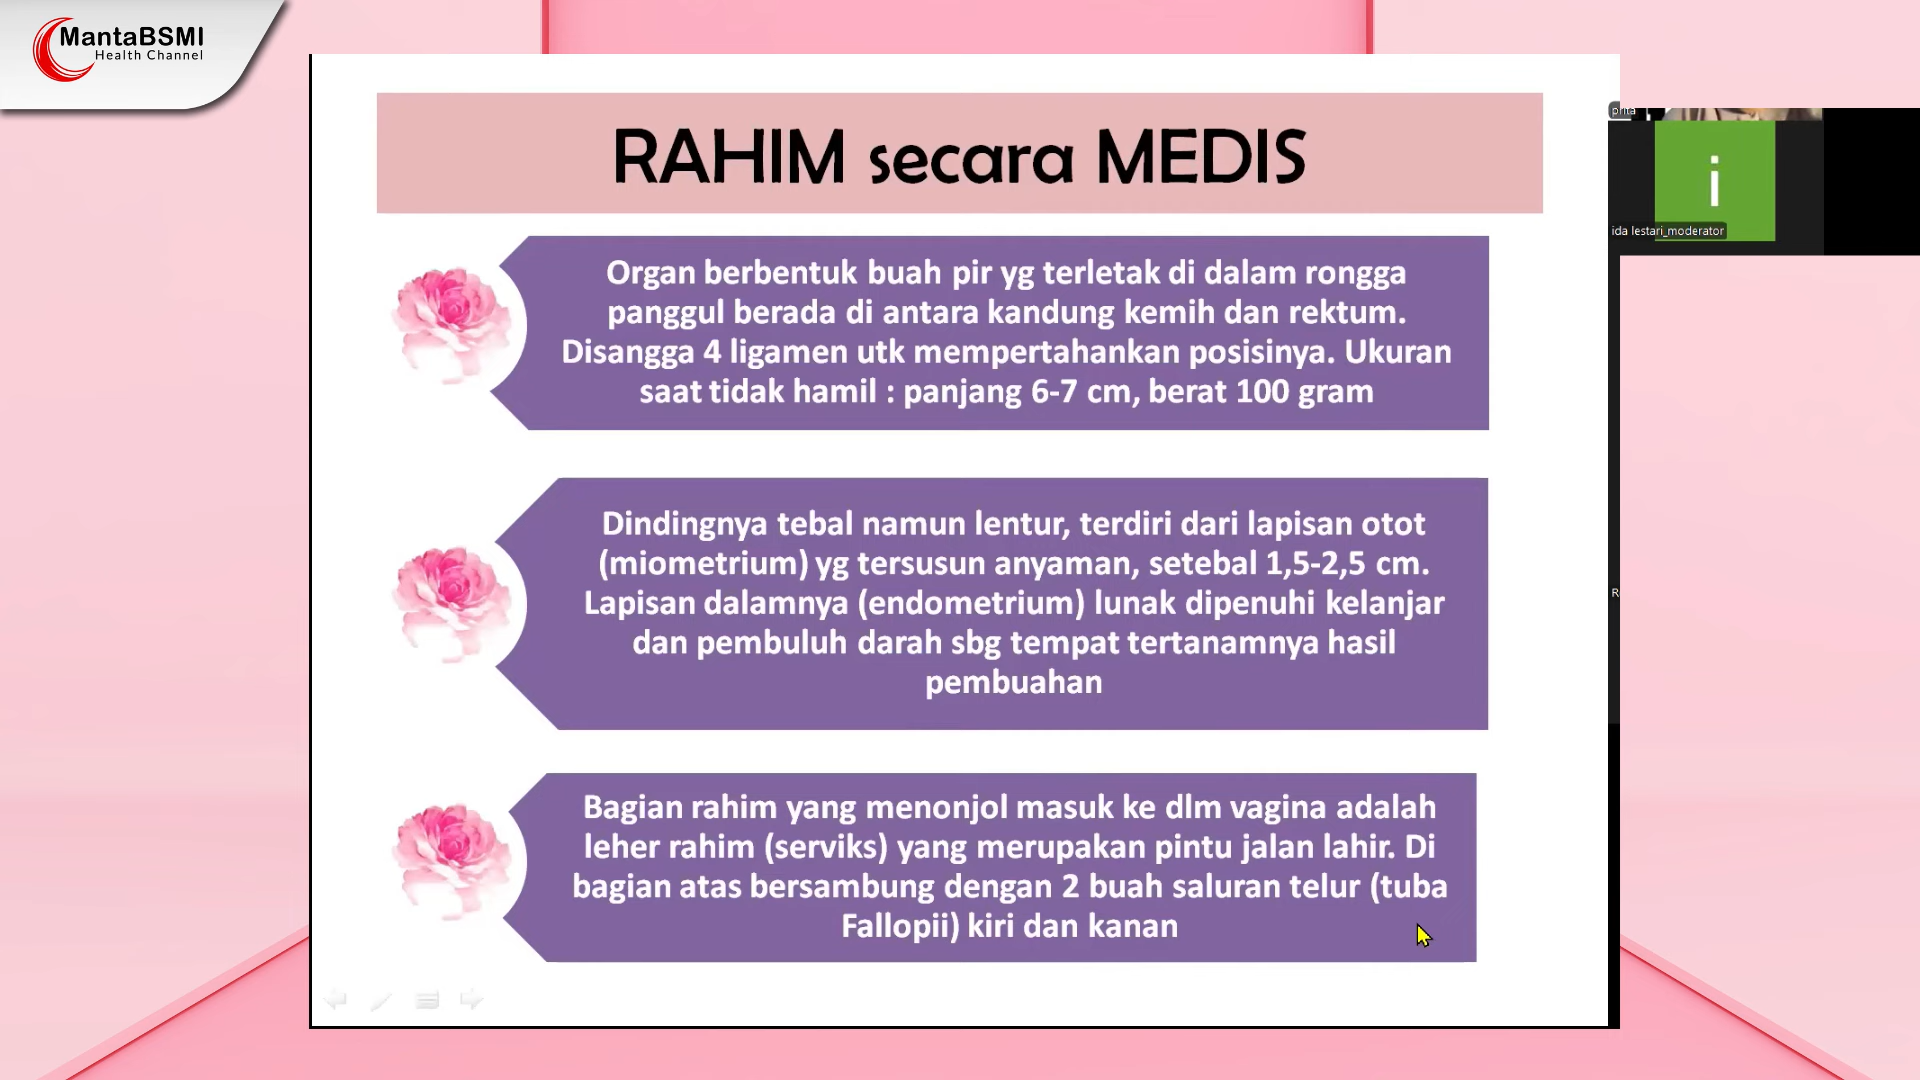 MantaBSMI
Health Channel
RAHIM secara MEDIS
Organ berbentuk buah pir yg terletak di dalam rongga
panggul berada di antara kandung kemih dan rektum.
Disangga 4 ligamen utk mempertahankan posisinya. Ukuran
saat tidak hamil : panjang 6-7 cm, berat 100 gram
Dindingnya tebal namun lentur, terdiri dari lapisan otot
(miometrium) yg tersusun anyaman, setebal 1,5-2,5 cm.
Lapisan dalamnya (endometrium) lunak dipenuhi kelanjar
dan pembuluh darah sbg tempat tertanamnya hasil
pembuahan
Bagian rahim yang menonjol masuk ke dlm vagina adalah
leher rahim (serviks) yang merupakan pintu jalan lahir. Di
bagian atas bersambung dengan 2 buah saluran telur (tuba
Fallopii) kiri dan kanan
prita
i
ida lestari_moderator
R